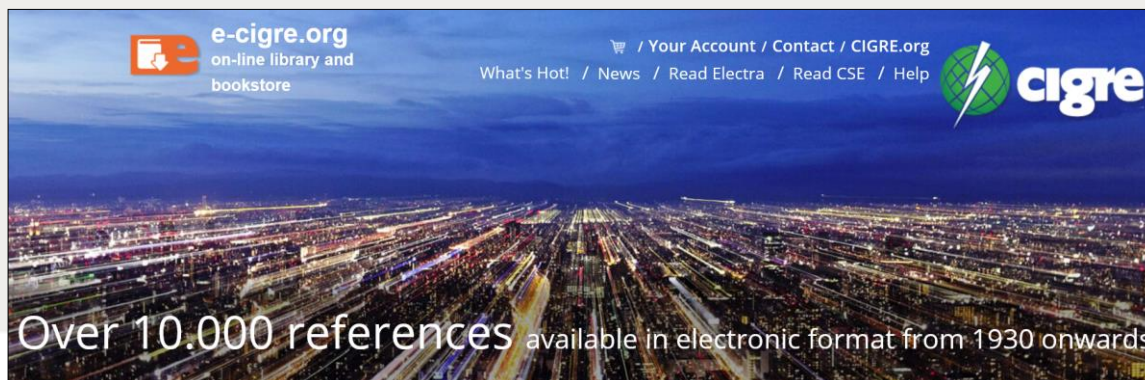 e-cigre.org
on-line library and
bookstore
/ Your Account / Contact / CIGRE.org
What's Hot! / News / Read Electra / Read CSE / Help
cigre
Over 10.000 references available in electronic format from 1930 onwards